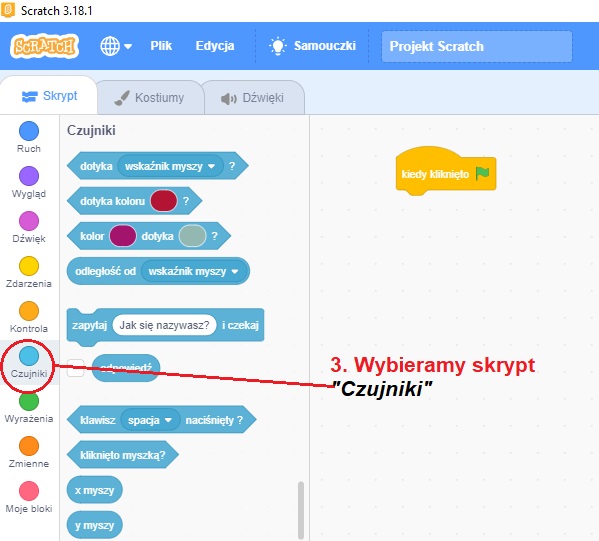 Scratch 3.18.1
SCRATCH
Plik Edycja Samouczki Projekt Scratch
Skrypt Kostiumy Dźwięki
Ruch
Wygląd
Dźwięk
Zdarzenia
Kontrola
Czujniki
Wyrażenia
Zmienne
Moje bloki
Czujniki
dotyka wskaźnik myszy ?
dotyka koloru ?
kolor dotyka ?
odległość od wskaźnik myszy
zapytaj Jak się nazywasz? i czekaj
odpowiedź
klawisz spacja naciśnięty ?
kliknięto myszką?
x myszy
y myszy
kiedy kliknięto
3. Wybieramy skrypt
"Czujniki"